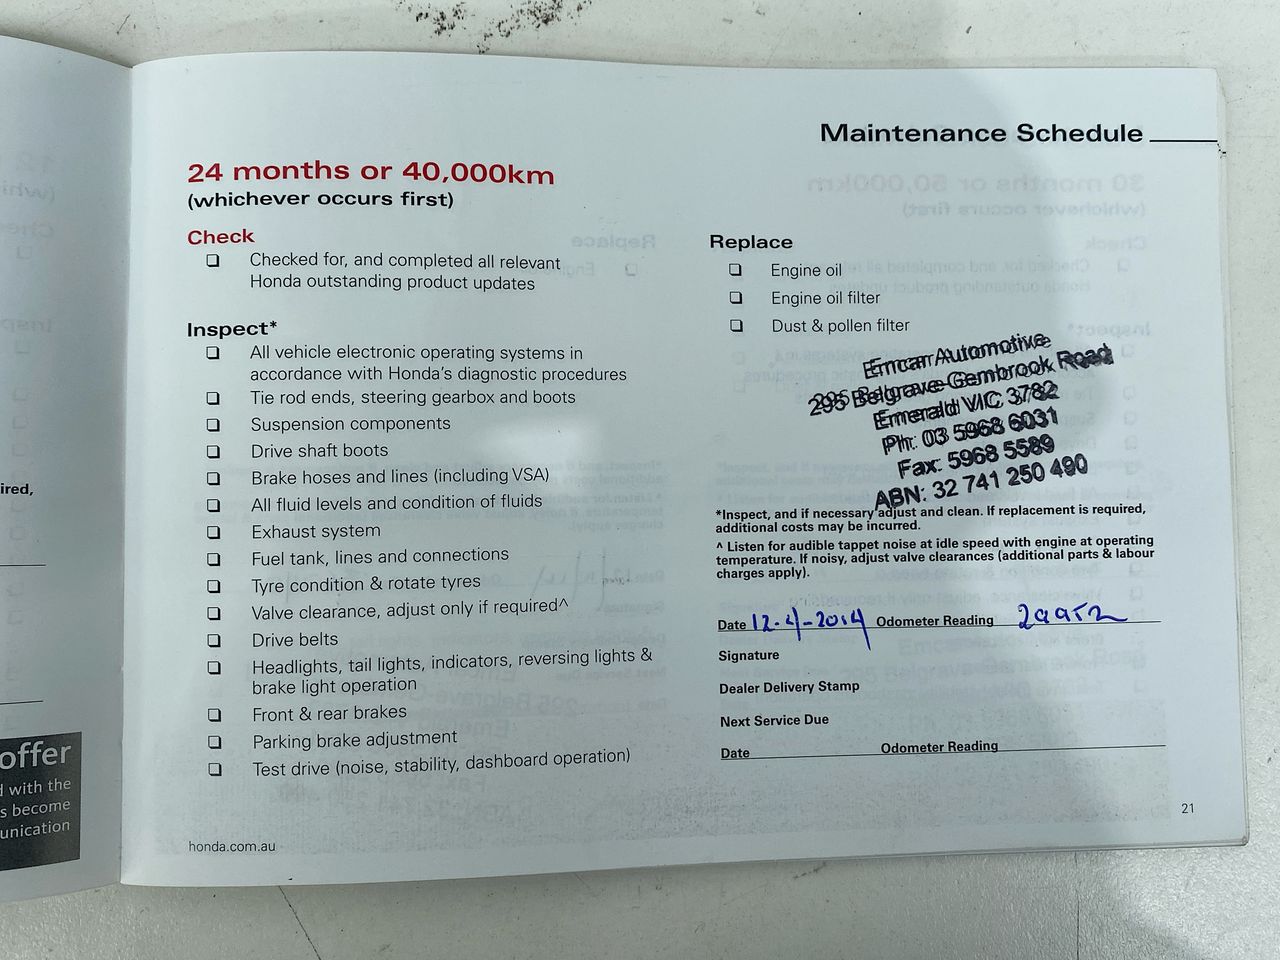 Maintenance Schedule
24 months or 40,000km
(whichever occurs first)
Check
Checked for, and completed all relevant
Honda outstanding product updates
Inspect*
All vehicle electronic operating systems in
accordance with Honda's diagnostic procedures
Tie rod ends, steering gearbox and boots
Suspension components
Drive shaft boots
Brake hoses and lines (including VSA)
All fluid levels and condition of fluids
Exhaust system
Fuel tank, lines and connections
Tyre condition & rotate tyres
Valve clearance, adjust only if required^
Drive belts
Headlights, tail lights, indicators, reversing lights &
brake light operation
Front & rear brakes
Parking brake adjustment
Test drive (noise, stability, dashboard operation)
honda.com.au
Replace
Engine oil
Engine oil filter
Dust & pollen filter
Emcar Automotive
295 Belgrave-Gembrook Road
Emerald VIC 3782
Ph: 03 5968 6031
Fax: 5968 5589
ABN: 32 741 250 490
*Inspect, and if necessary adjust and clean. If replacement is required,
additional costs may be incurred.
^ Listen for audible tappet noise at idle speed with engine at operating
temperature. If noisy, adjust valve clearances (additional parts & labour
charges apply).
Date 12-4-2014 Odometer Reading
Signature
Dealer Delivery Stamp
Next Service Due
Date Odometer Reading
21
ired,
offer
d with the
s become
unication